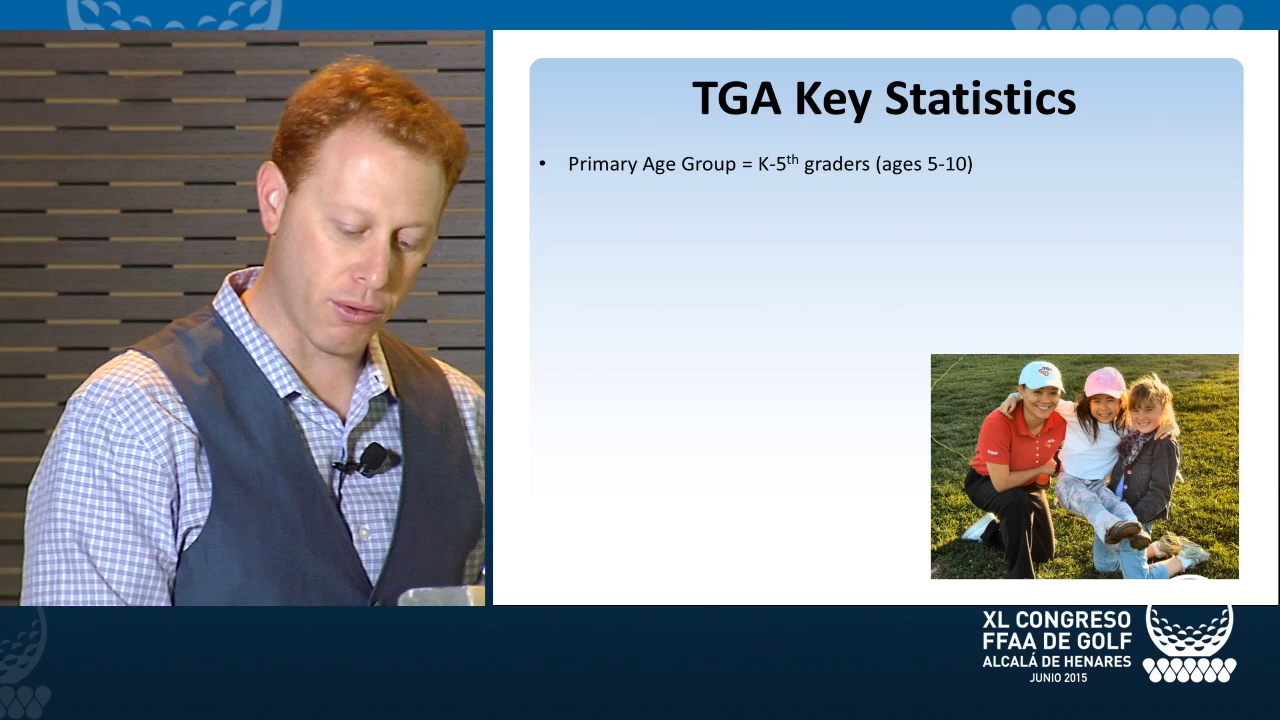 TGA Key Statistics
• Primary Age Group = K-5th graders (ages 5-10)
XL CONGRESO
FFAA DE GOLF
ALCALÁ DE HENARES
JUNIO 2015